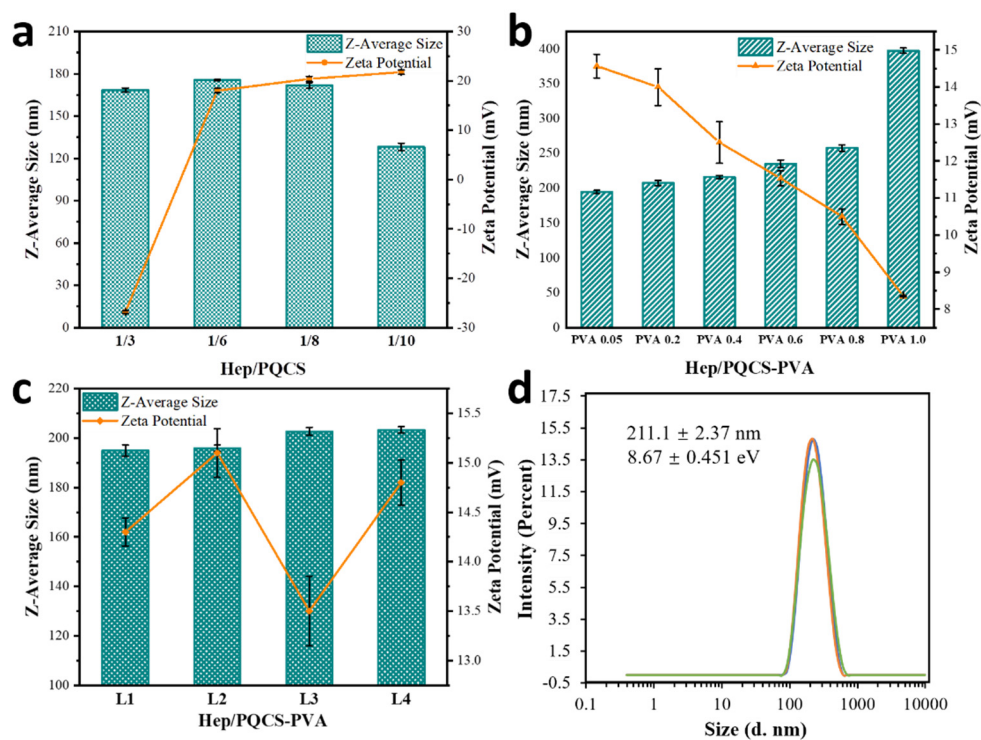 a
Z-Average Size
Zeta Potential
Z-Average Size (nm)
210
180
150
120
90
60
30
0
30
20
10
0
-10
-20
-30
Zeta Potential (mV)
1/3 1/6 1/8 1/10
Hep/PQCS
b
Z-Average Size
Zeta Potential
Z-Average Size (nm)
400
350
300
250
200
150
100
50
0
15
14
13
12
11
10
9
8
Zeta Potential (mV)
PVA 0.05 PVA 0.2 PVA 0.4 PVA 0.6 PVA 0.8 PVA 1.0
Hep/PQCS-PVA
c
Z-Average Size
Zeta Potential
Z-Average Size (nm)
220
200
180
160
140
120
100
15.5
15.0
14.5
14.0
13.5
13.0
Zeta Potential (mV)
L1 L2 L3 L4
Hep/PQCS-PVA
d
211.1 ± 2.37 nm
8.67 ± 0.451 eV
Intensity (Percent)
17.5
15.5
13.5
11.5
9.5
7.5
5.5
3.5
1.5
-0.5
0.1 1 10 100 1000 10000
Size (d. nm)